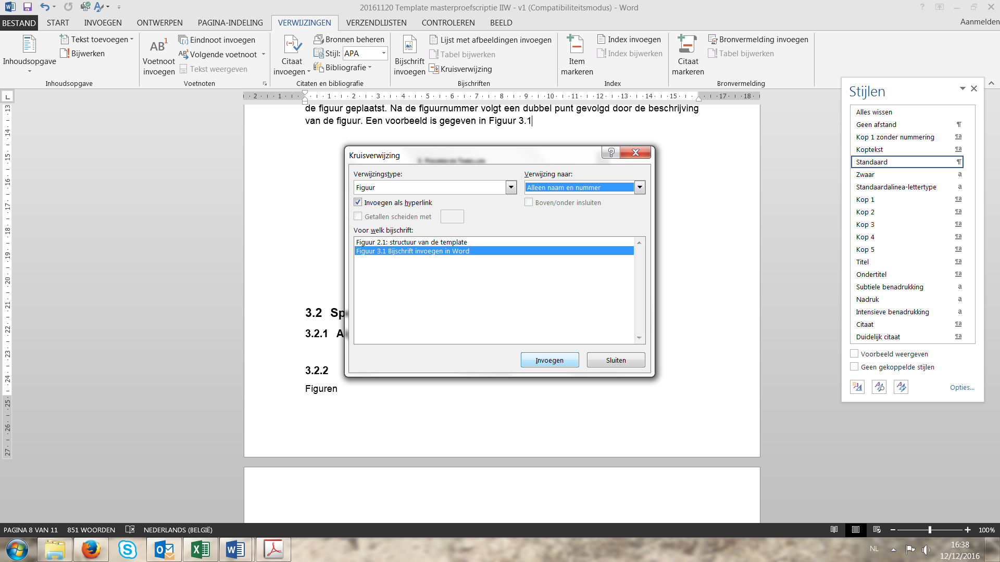 20161120 Template masterproefscriptie IIW - v1 (Compatibiliteitsmodus) - Word
BESTAND START INVOEGEN ONTWERPEN PAGINA-INDELING VERWIJZINGEN VERZENDLIJSTEN CONTROLEREN BEELD Aanmelden
Inhoudsopgave
Tekst toevoegen
Bijwerken
Inhoudsopgave
AB1
Voetnoot
invoegen
Eindnoot invoegen
Volgende voetnoot
Tekst weergeven
Voetnoten
Citaat
invoegen
Bronnen beheren
Stijl: APA
Bibliografie
Citaten en bibliografie
Bijschrift
invoegen
Lijst met afbeeldingen invoegen
Tabel bijwerken
Kruisverwijzing
Bijschriften
Item
markeren
Index invoegen
Index bijwerken
Index
Citaat
markeren
Bronvermelding invoegen
Tabel bijwerken
Bronvermelding
L
2 1 1 2 3 4 5 6 7 8 9 10 11 12 13 14 15 17 18
13
14
15
16
17
18
19
20
21
22
23
24
25
26
27
de figuur geplaatst. Na de figuurnummer volgt een dubbel punt gevolgd door de beschrijving
van de figuur. Een voorbeeld is gegeven in Figuur 3.1
Kruisverwijzing
Verwijzingstype:
Verwijzing naar:
Figuur
Alleen naam en nummer
Invoegen als hyperlink
Boven/onder insluiten
Getallen scheiden met
Voor welk bijschrift:
Figuur 2.1: structuur van de template
Figuur 3.1 Bijschrift invoegen in Word
Invoegen
Sluiten
3.2 Sp
3.2.1 A
3.2.2
Figuren
Stijlen
Alles wissen
Geen afstand
Kop 1 zonder nummering
Koptekst
Standaard
Zwaar
Standaardalinea-lettertype
Kop 1
Kop 2
Kop 3
Kop 4
Kop 5
Titel
Ondertitel
Subtiele benadrukking
Nadruk
Intensieve benadrukking
Citaat
Duidelijk citaat
Voorbeeld weergeven
Geen gekoppelde stijlen
Opties...
PAGINA 8 VAN 11 851 WOORDEN NEDERLANDS (BELGIË) 100%
NL
16:38
12/12/2016